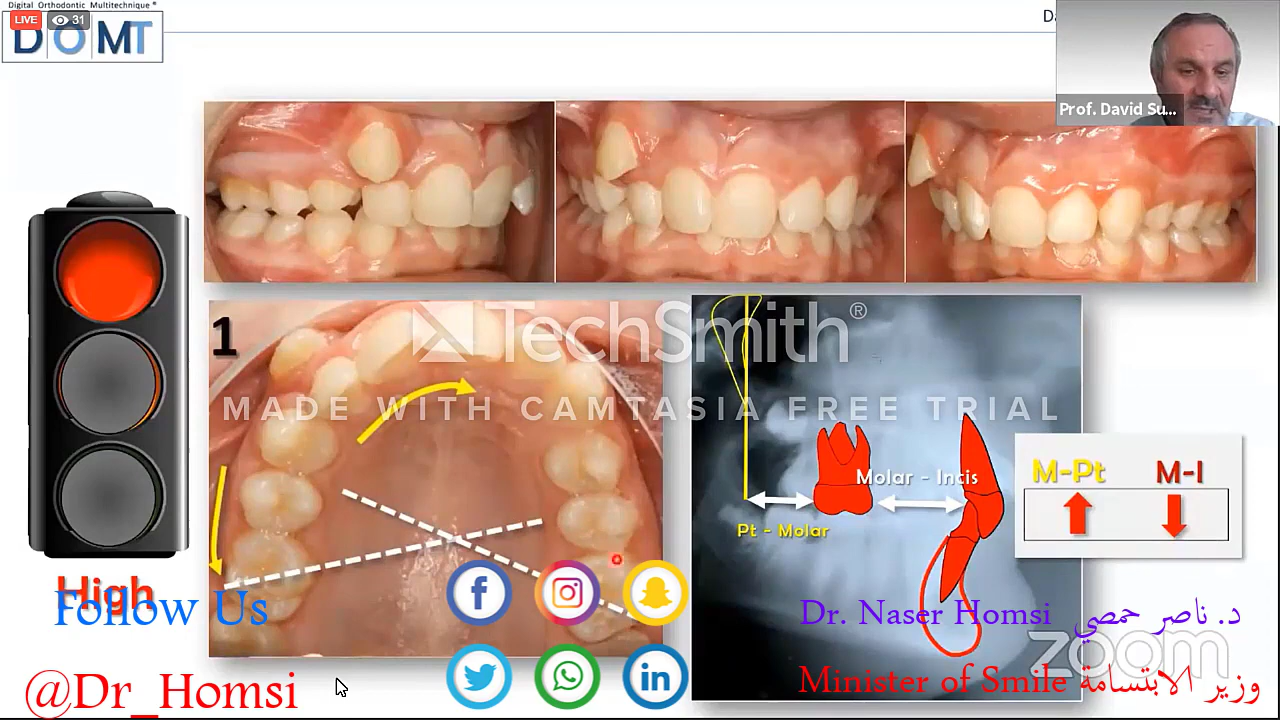 Digital Orthodontic Multitechnique®
LIVE 31
DOMT
Prof. David Su...
1
TechSmith®
MADE WITH CAMTASIA FREE TRIAL
Molar - Incis
Pt - Molar
M-Pt M-I
High
Follow Us
@Dr_Homsi
Dr. Naser Homsi د. ناصر حمصي
zoom
Minister of Smile وزير الابتسامة